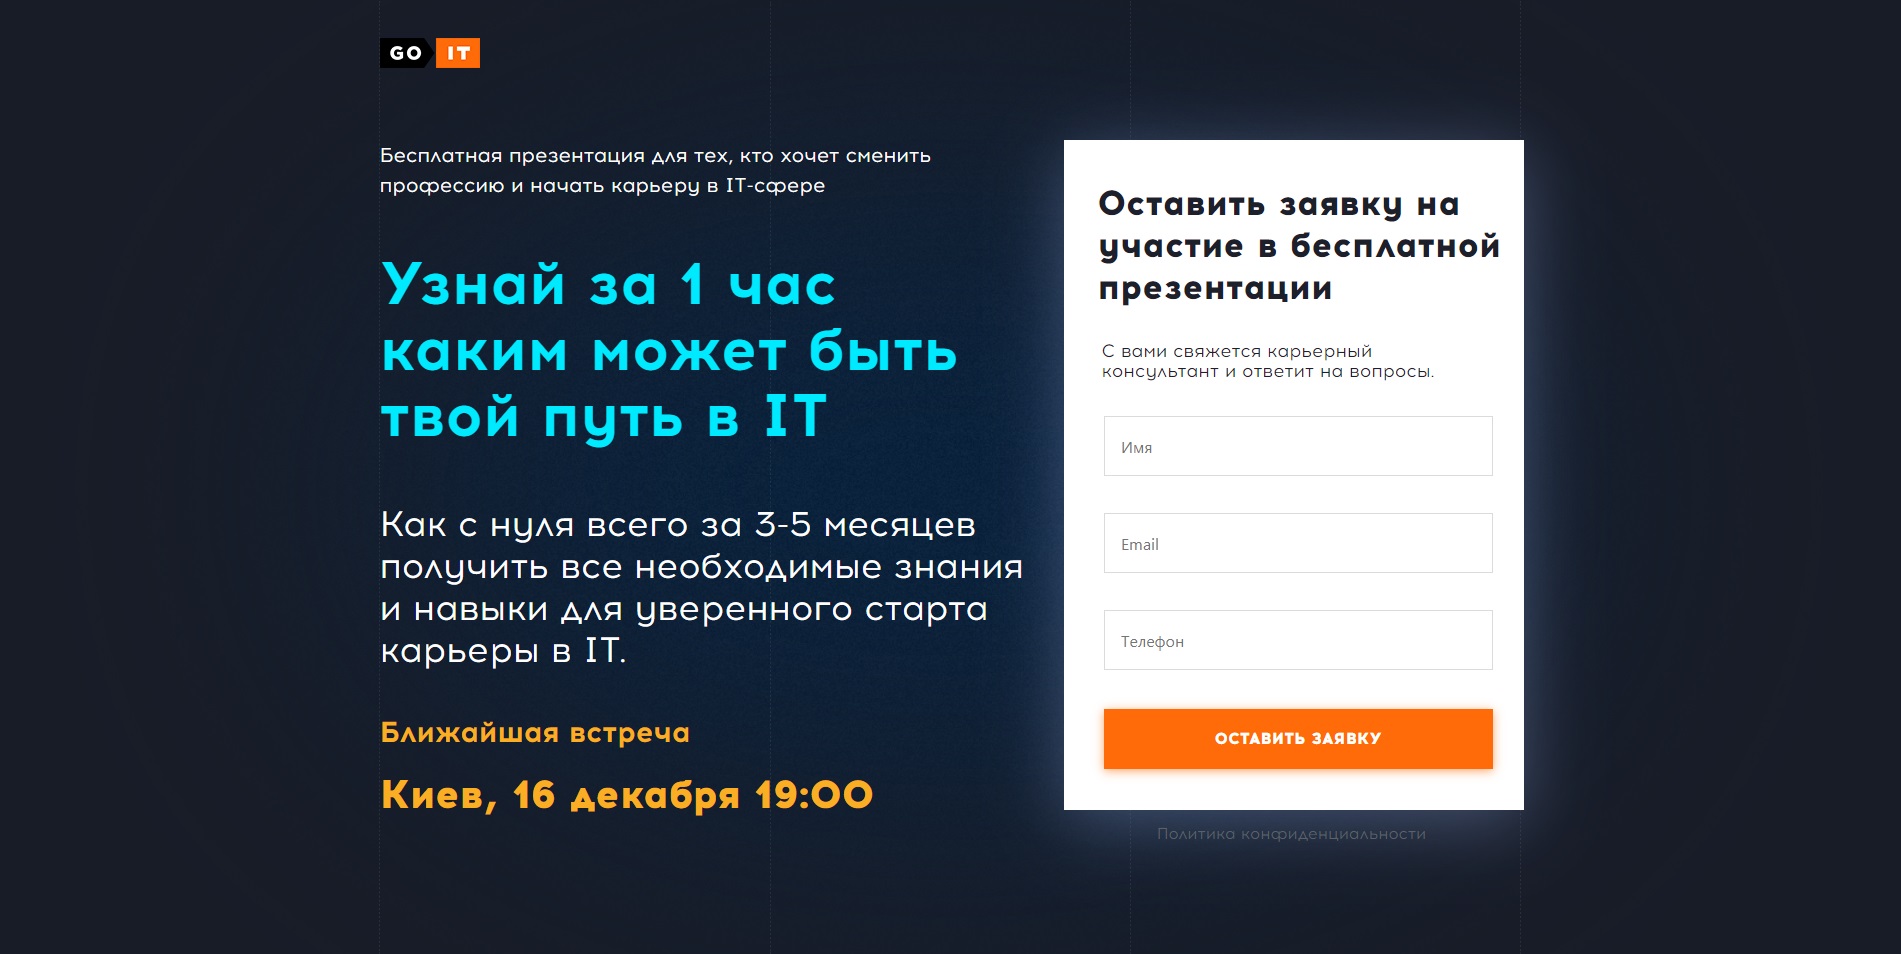 GO IT
Бесплатная презентация для тех, кто хочет сменить
профессию и начать карьеру в IT-сфере
Узнай за 1 час
каким может быть
твой путь в IT
Как с нуля всего за 3-5 месяцев
получить все необходимые знания
и навыки для уверенного старта
карьеры в IT.
Ближайшая встреча
Киев, 16 декабря 19:00
Оставить заявку на
участие в бесплатной
презентации
С вами свяжется карьерный
консультант и ответит на вопросы.
Имя
Email
Телефон
ОСТАВИТЬ ЗАЯВКУ
Политика конфиденциальности